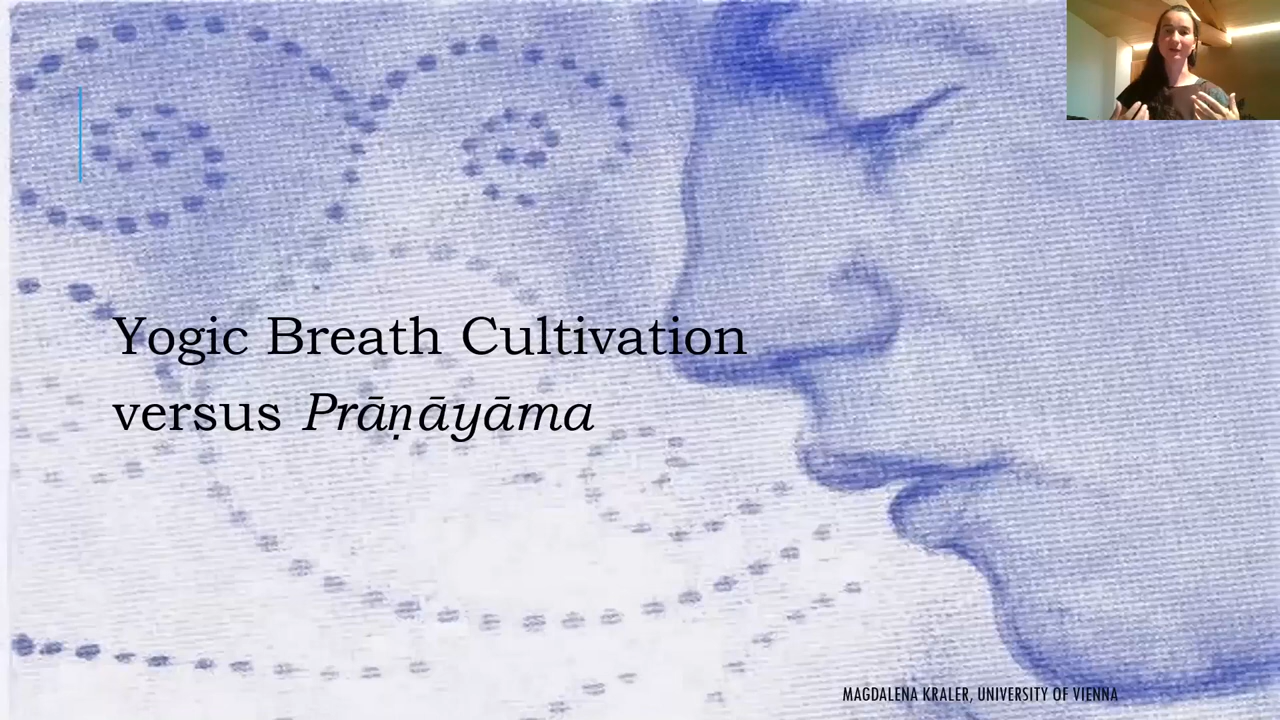 Yogic Breath Cultivation
versus Prāṇāyāma
MAGDALENA KRALER, UNIVERSITY OF VIENNA